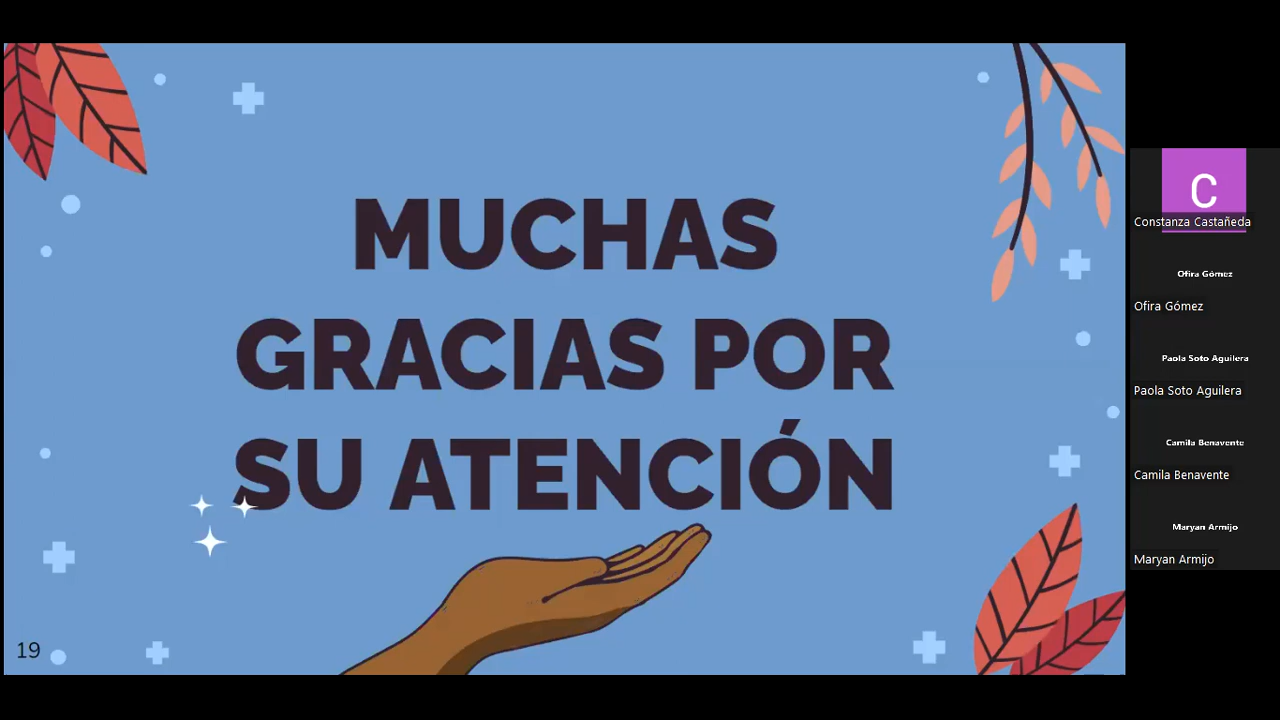 MUCHAS
GRACIAS POR
SU ATENCIÓN
19
C
Constanza Castañeda
Ofira Gómez
Ofira Gómez
Paola Soto Aguilera
Paola Soto Aguilera
Camila Benavente
Camila Benavente
Maryan Armijo
Maryan Armijo